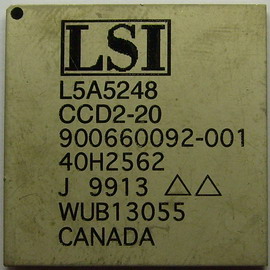 LSI
L5A5248
CCD2-20
900660092-001
40H2562
J 9913 △△
WUB13055
CANADA